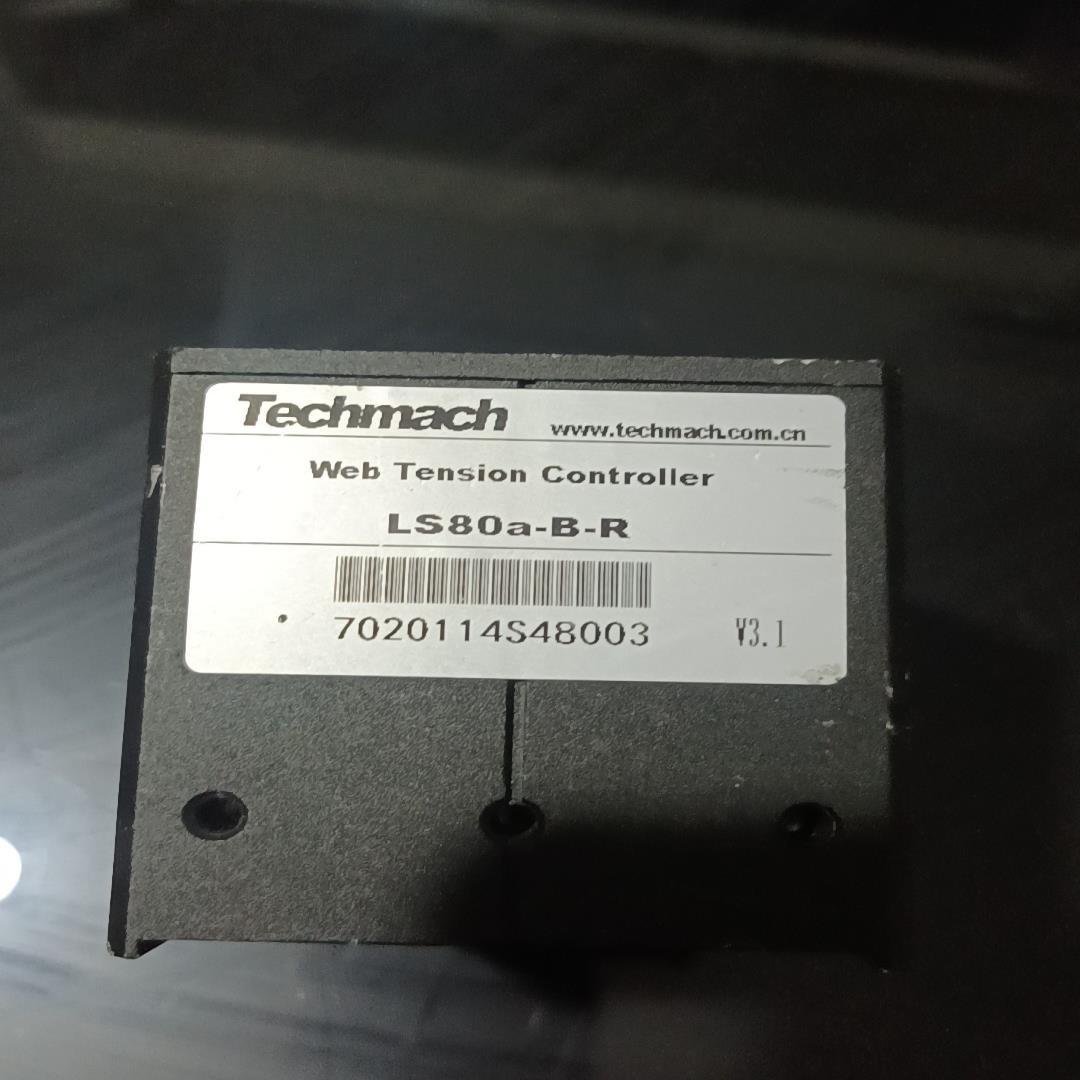 Techmach www.techmach.com.cn
Web Tension Controller
LS80a-B-R
7020114S48003 V3.1